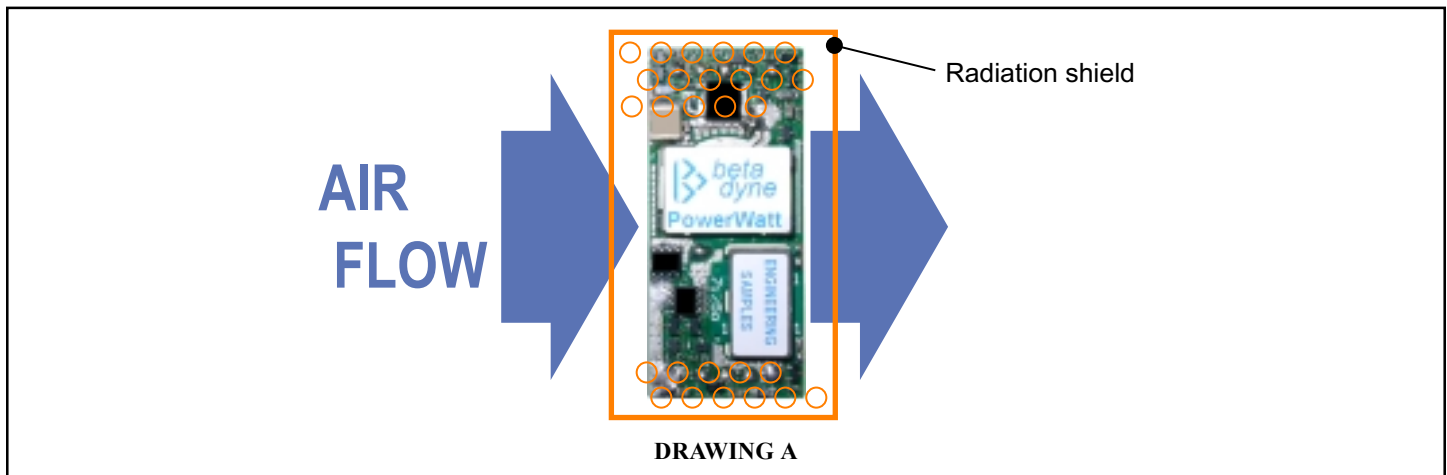 Radiation shield
AIR
FLOW
beta
dyne
PowerWatt
ENGINEERING
SAMPLES
DRAWING A